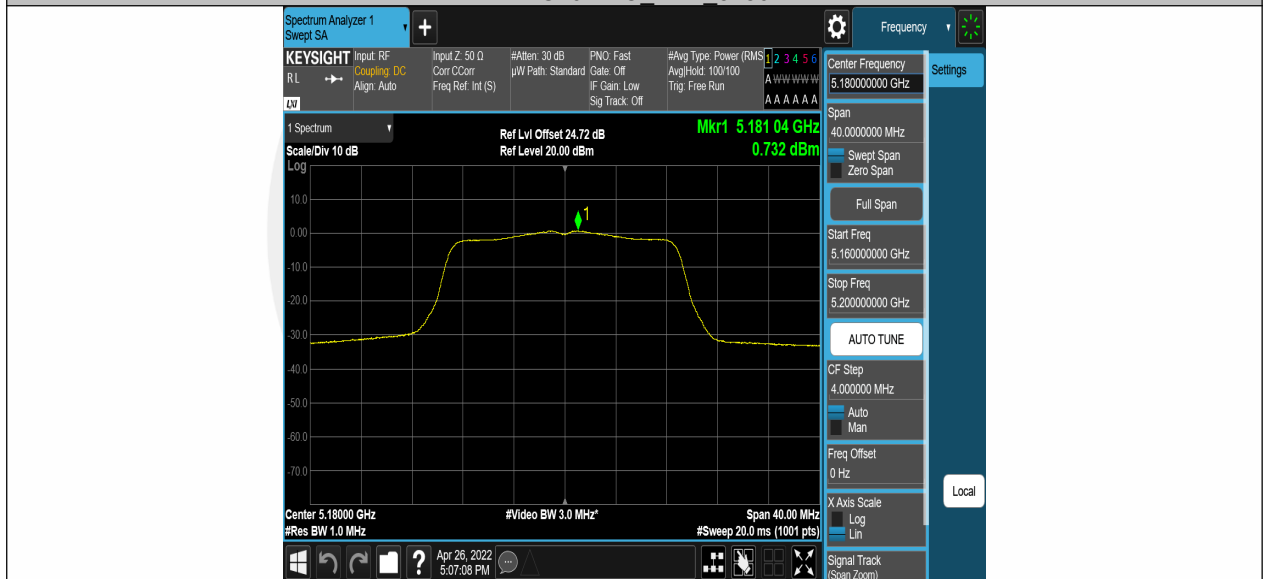 Spectrum Analyzer 1
Swept SA
+
Frequency
KEYSIGHT
RL
LXI
Input: RF
Coupling: DC
Align: Auto
Input Z: 50 Ω
Corr CCorr
Freq Ref: Int (S)
#Atten: 30 dB
µW Path: Standard
PNO: Fast
Gate: Off
IF Gain: Low
Sig Track: Off
#Avg Type: Power (RMS
Avg|Hold: 100/100
Trig: Free Run
1 2 3 4 5 6
A W W W W W
A A A A A A
1 Spectrum
Scale/Div 10 dB
Log
Ref Lvl Offset 24.72 dB
Ref Level 20.00 dBm
Mkr1 5.181 04 GHz
0.732 dBm
1
10.0
0.00
-10.0
-20.0
-30.0
-40.0
-50.0
-60.0
-70.0
Center 5.18000 GHz
#Res BW 1.0 MHz
#Video BW 3.0 MHz*
Span 40.00 MHz
#Sweep 20.0 ms (1001 pts)
Center Frequency
5.180000000 GHz
Settings
Span
40.0000000 MHz
Swept Span
Zero Span
Full Span
Start Freq
5.160000000 GHz
Stop Freq
5.200000000 GHz
AUTO TUNE
CF Step
4.000000 MHz
Auto
Man
Freq Offset
0 Hz
Local
X Axis Scale
Log
Lin
Signal Track
(Span Zoom)
?
Apr 26, 2022
5:07:08 PM